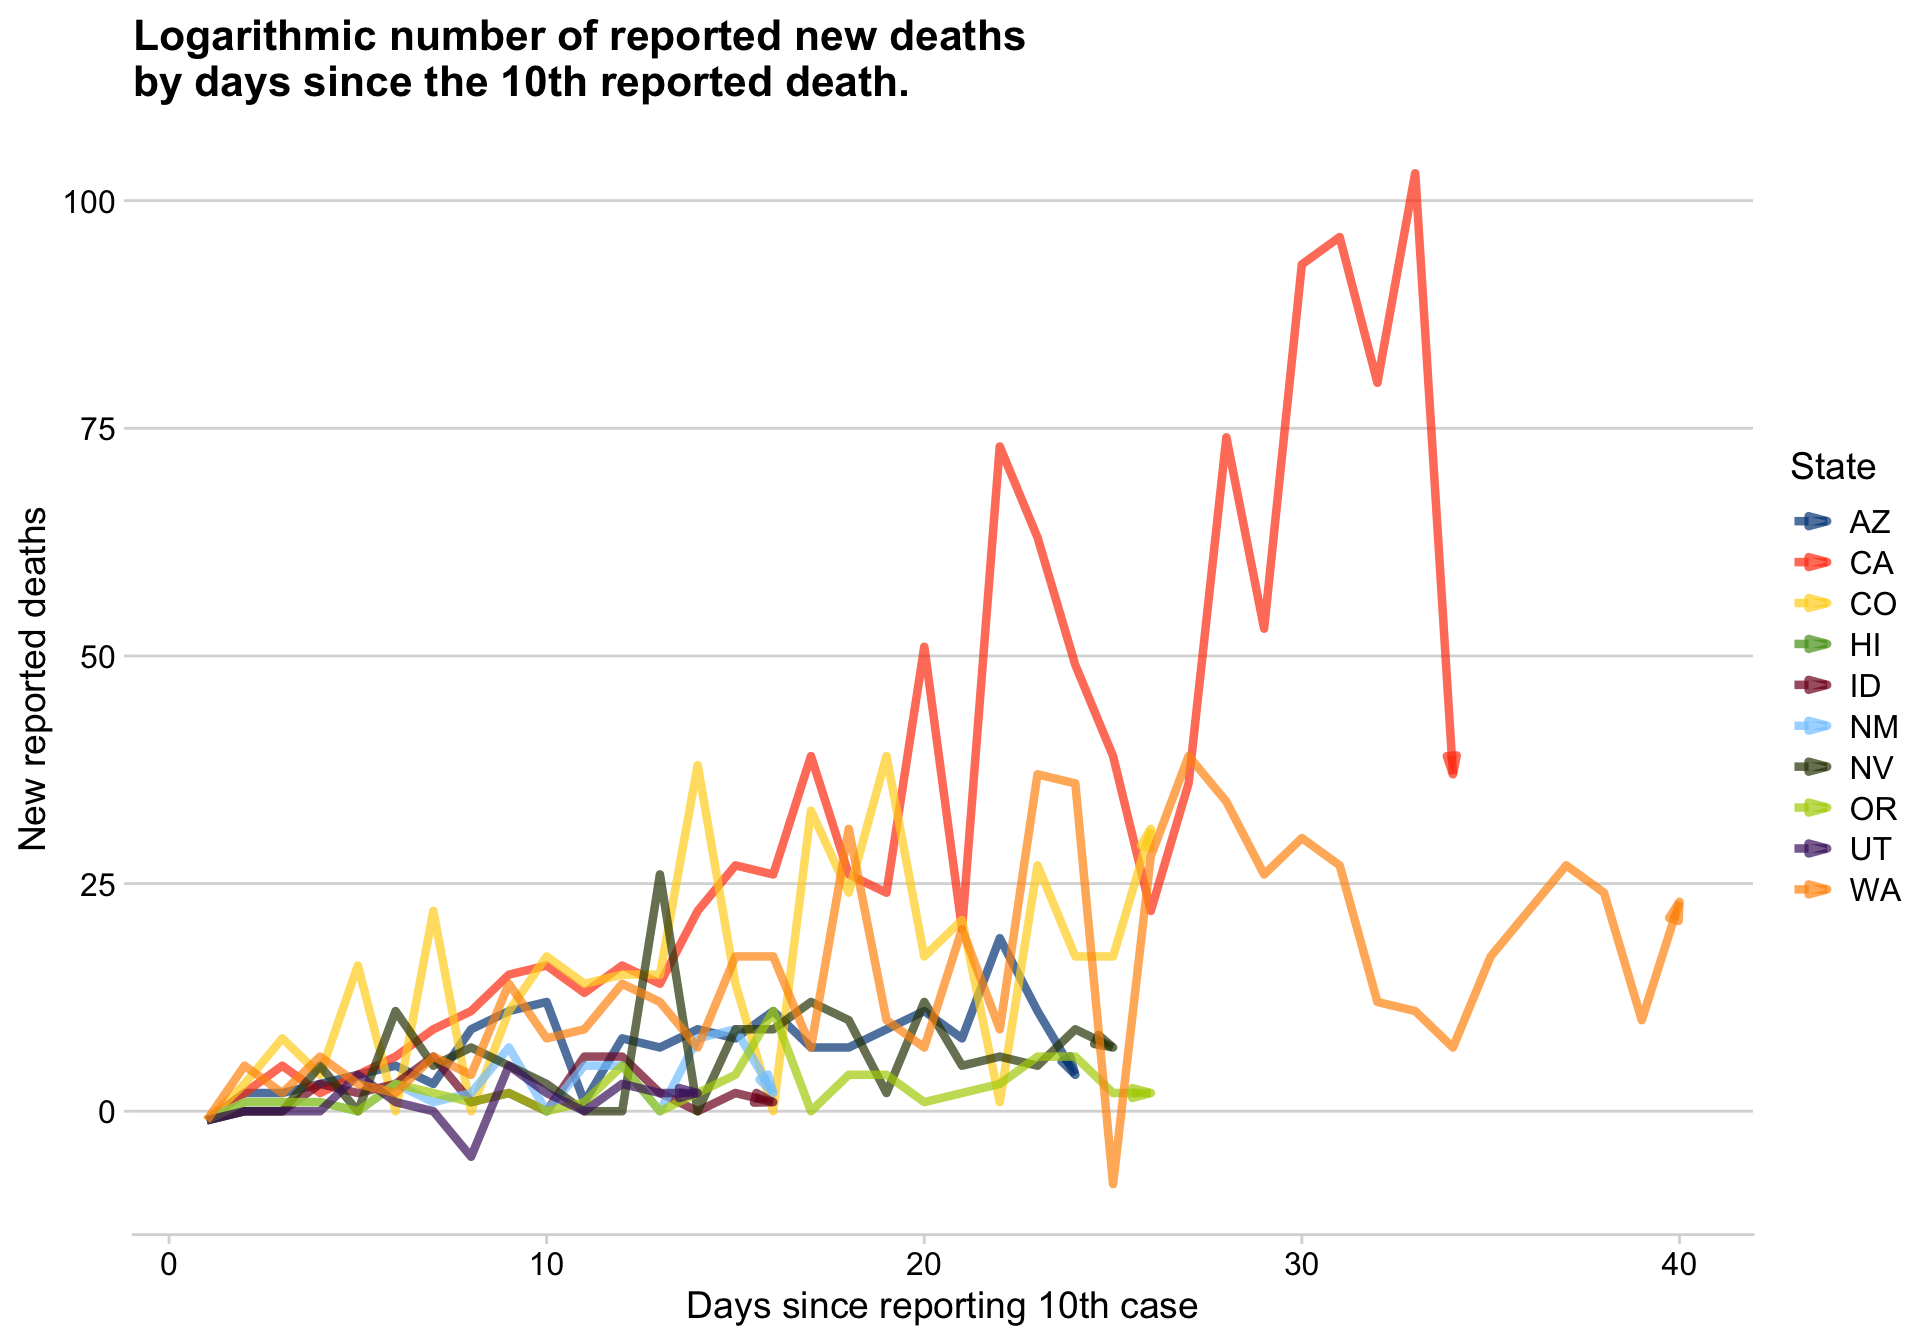 Logarithmic number of reported new deaths
by days since the 10th reported death.
New reported deaths
100
75
50
25
0
0
10
20
30
40
Days since reporting 10th case
State
AZ
CA
CO
HI
ID
NM
NV
OR
UT
WA